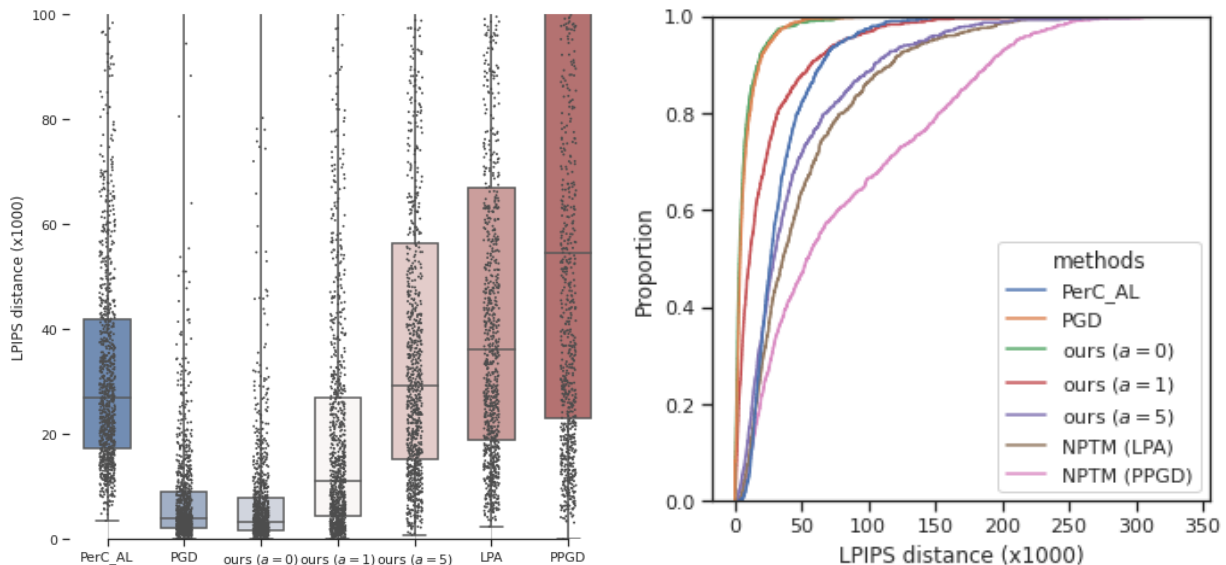 100
80
60
40
20
0
LPIPS distance (x1000)
PerC_AL
PGD
ours (a = 0)
ours (a = 1)
ours (a = 5)
LPA
PPGD
1.0
0.8
0.6
0.4
0.2
0.0
Proportion
methods
PerC_AL
PGD
ours (a = 0)
ours (a = 1)
ours (a = 5)
NPTM (LPA)
NPTM (PPGD)
0
50
100
150
200
250
300
350
LPIPS distance (x1000)